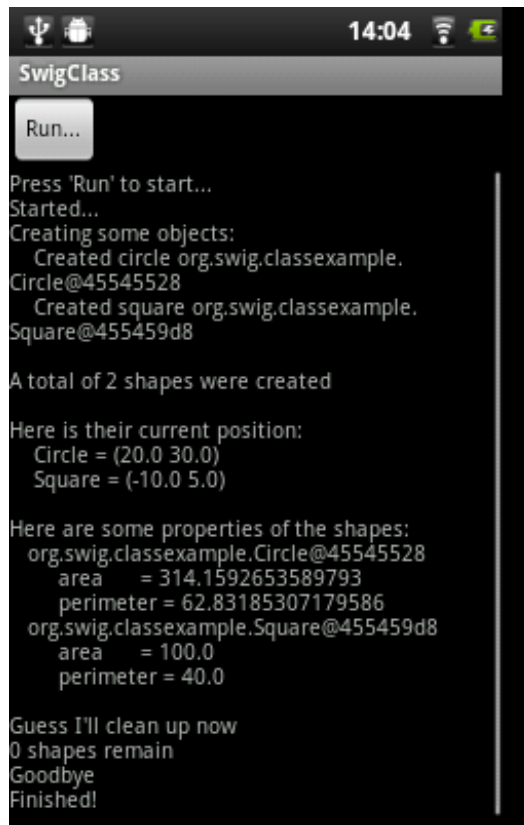 14:04
SwigClass
Run...
Press 'Run' to start...
Started...
Creating some objects:
Created circle org.swig.classexample.
Circle@45545528
Created square org.swig.classexample.
Square@455459d8
A total of 2 shapes were created
Here is their current position:
Circle = (20.0 30.0)
Square = (-10.0 5.0)
Here are some properties of the shapes:
org.swig.classexample.Circle@45545528
area = 314.1592653589793
perimeter = 62.83185307179586
org.swig.classexample.Square@455459d8
area = 100.0
perimeter = 40.0
Guess I'll clean up now
0 shapes remain
Goodbye
Finished!